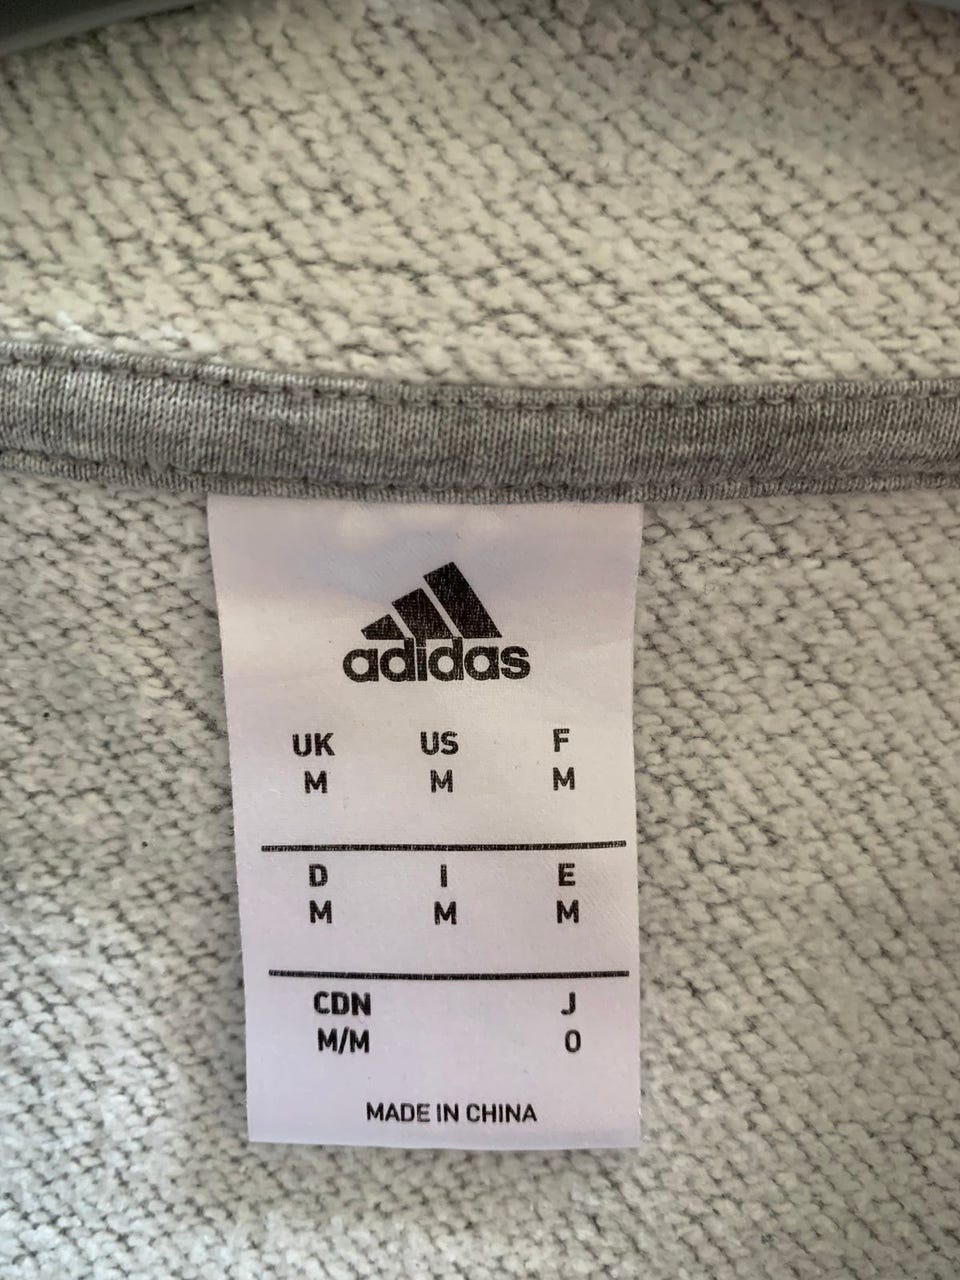 adidas
UK US F
M M M
D I E
M M M
CDN J
M/M O
MADE IN CHINA